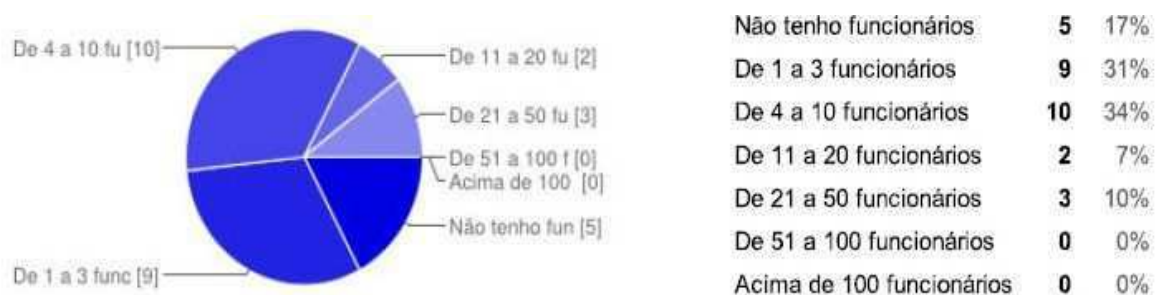 De 4 a 10 fu [10]
De 11 a 20 fu [2]
De 21 a 50 fu [3]
De 51 a 100 f [0]
Acima de 100 [0]
Não tenho fun [5]
De 1 a 3 func [9]
Não tenho funcionários 5 17%
De 1 a 3 funcionários 9 31%
De 4 a 10 funcionários 10 34%
De 11 a 20 funcionários 2 7%
De 21 a 50 funcionários 3 10%
De 51 a 100 funcionários 0 0%
Acima de 100 funcionários 0 0%